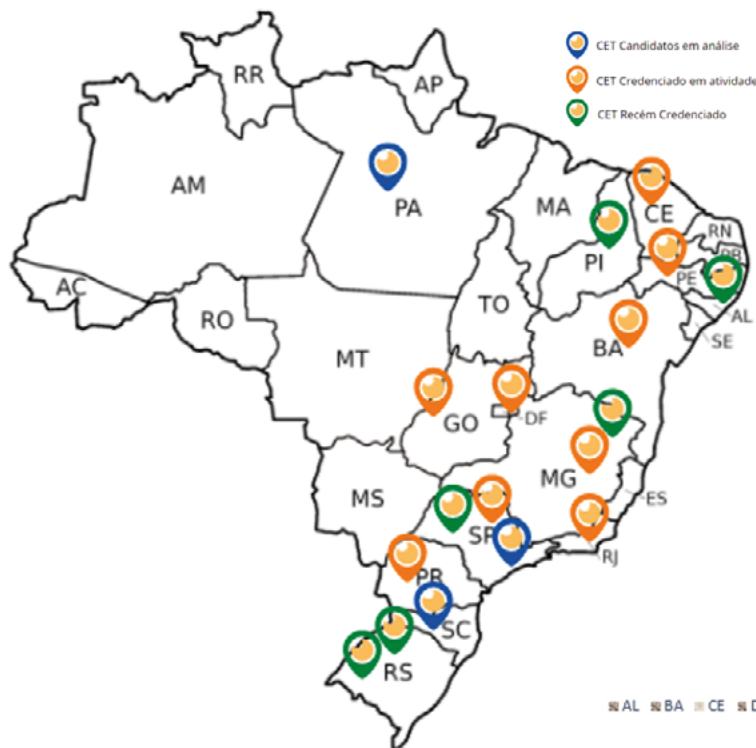 CET Candidatos em análise
CET Credenciado em atividade
CET Recém Credenciado
RR
AP
AM
PA
MA
CE
RN
PB
PI
PE
AC
TO
AL
RO
SE
BA
MT
GO
DF
MG
MS
ES
SP
RJ
PR
SC
RS
AL BA CE D